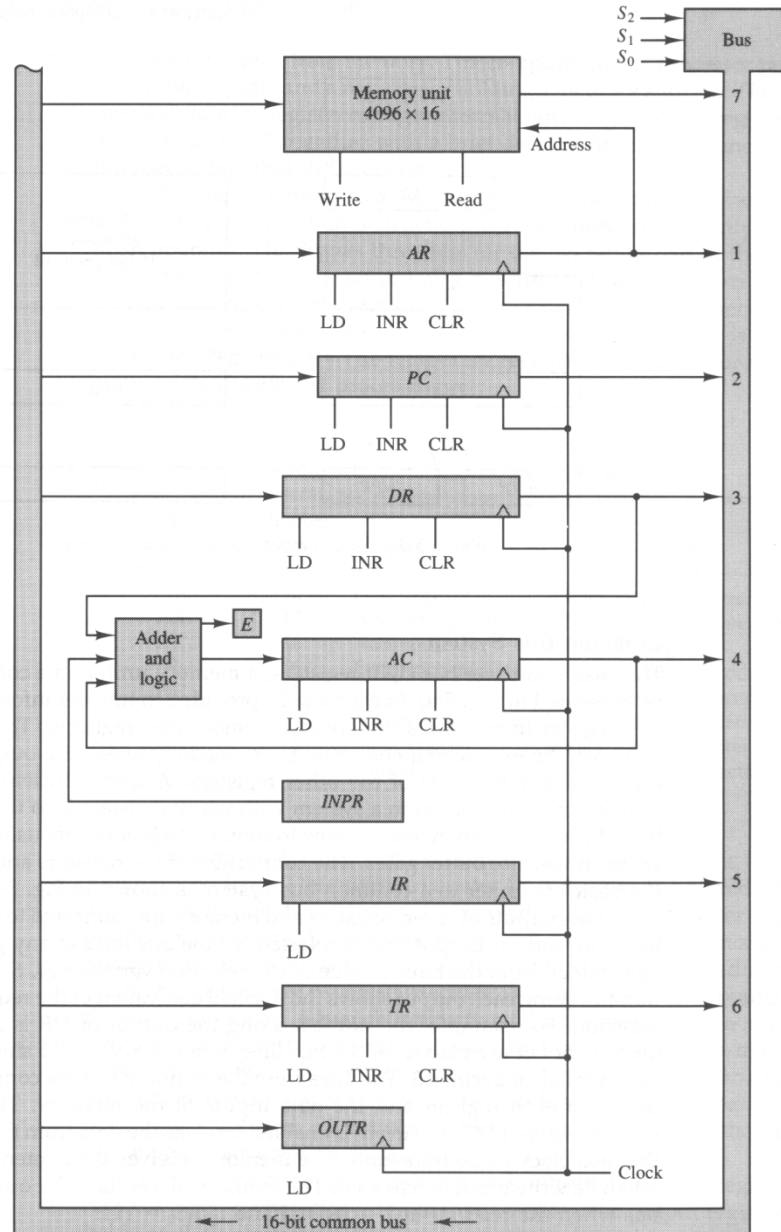 S2
S1
S0
Bus
Memory unit
4096 × 16
7
Address
Write Read
AR
1
LD INR CLR
PC
2
LD INR CLR
DR
3
LD INR CLR
Adder
and
logic
E
AC
4
LD INR CLR
INPR
IR
5
LD
TR
6
LD INR CLR
OUTR
LD
Clock
16-bit common bus